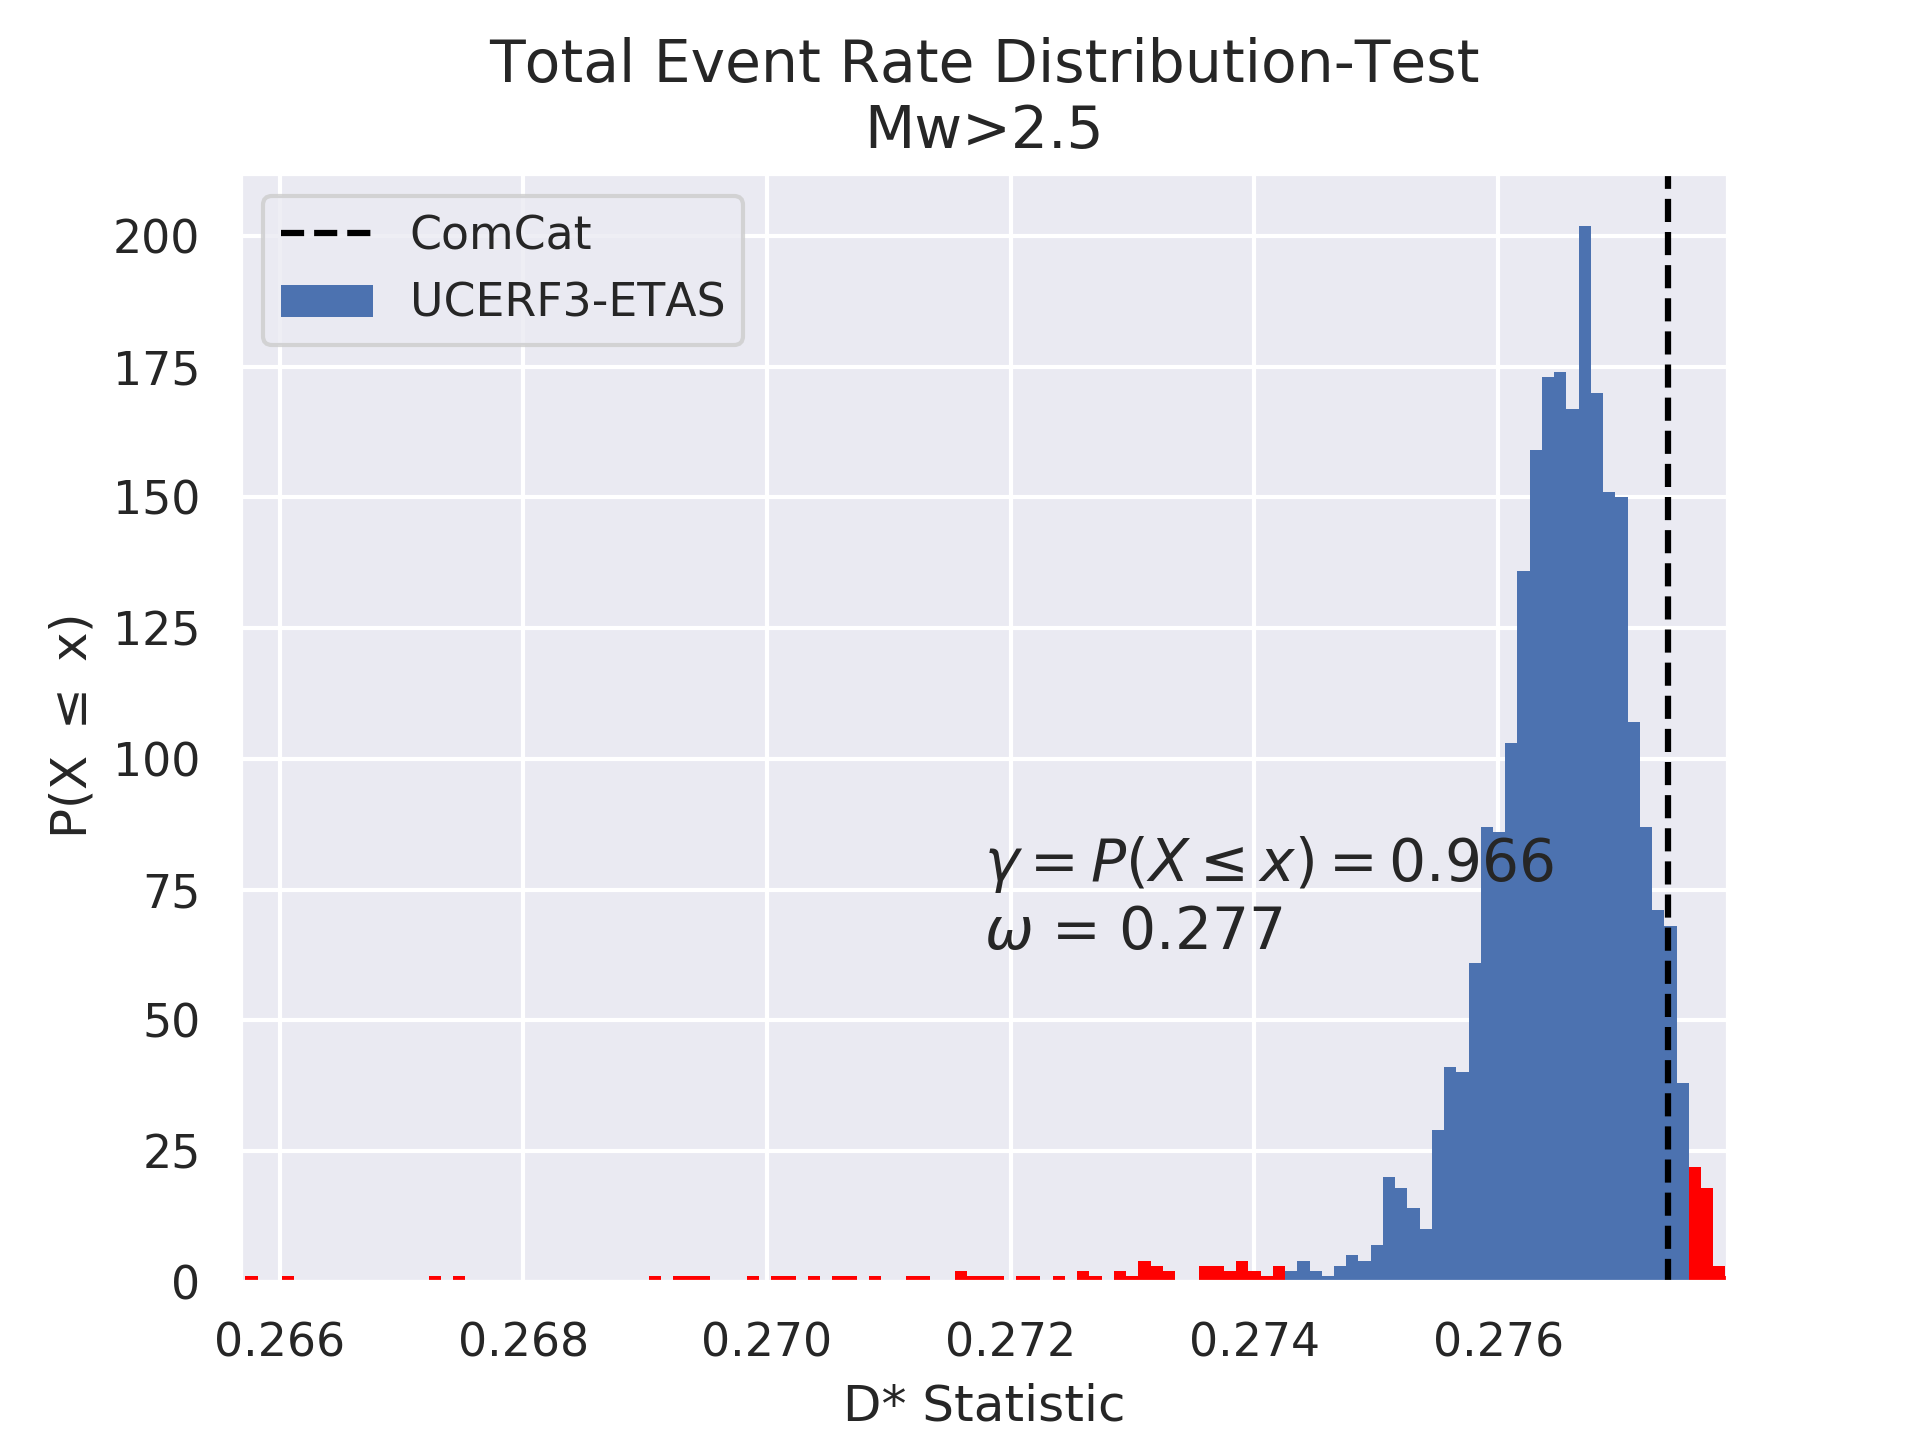 Total Event Rate Distribution-Test
Mw>2.5
ComCat
UCERF3-ETAS
200
175
150
125
100
75
50
25
0
P(X ≤ x)
γ = P(X ≤ x) = 0.966
ω = 0.277
0.266 0.268 0.270 0.272 0.274 0.276
D* Statistic